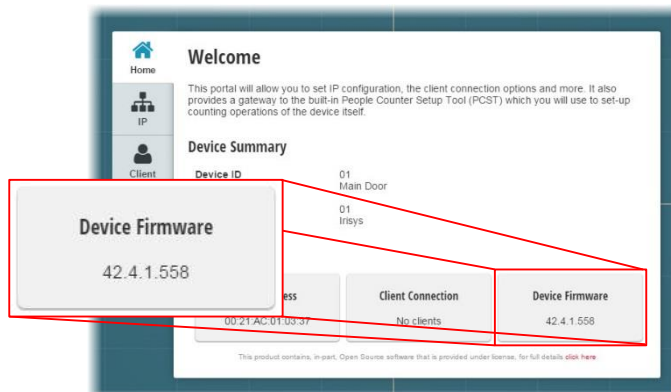 Home
IP
Client
Welcome
This portal will allow you to set IP configuration, the client connection options and more. It also
provides a gateway to the built-in People Counter Setup Tool (PCST) which you will use to set-up
counting operations of the device itself.
Device Summary
Device ID
01
Main Door
01
Irisys
Device Firmware
42.4.1.558
ess
00:21:AC:01:03:37
Client Connection
No clients
Device Firmware
42.4.1.558
This product contains, in part, Open Source software that is provided under license, for full details click here